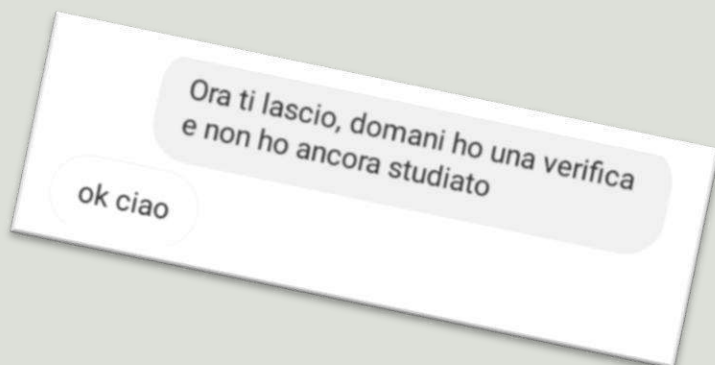 Ora ti lascio, domani ho una verifica
e non ho ancora studiato
ok ciao